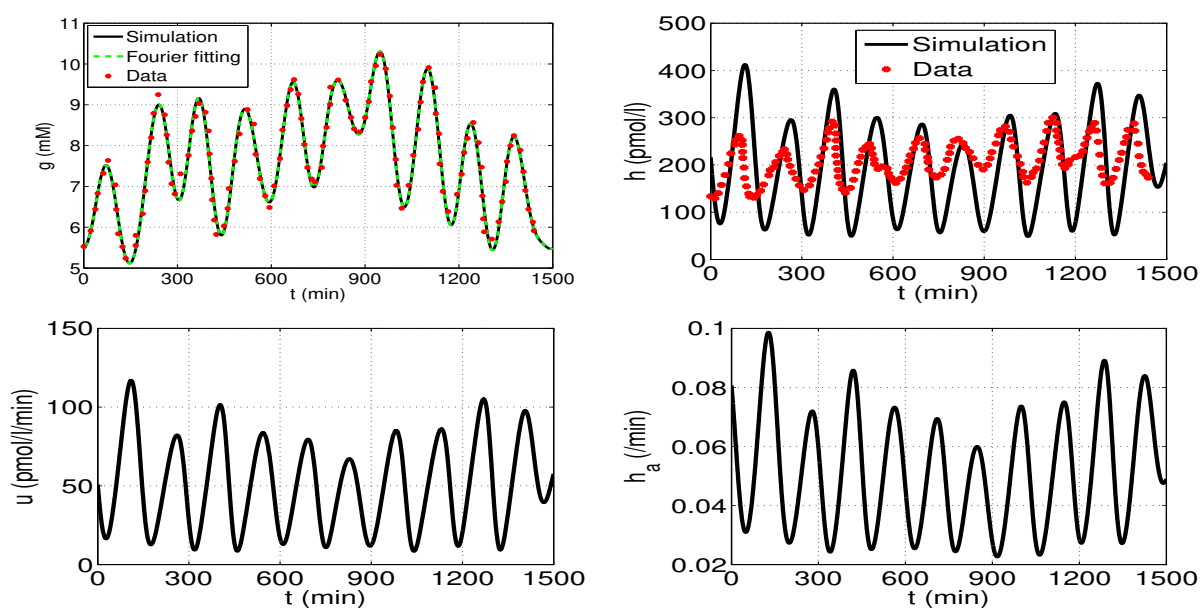 11
10
9
8
7
6
5
g (mM)
Simulation
Fourier fitting
Data
0 300 600 900 1200 1500
t (min)
500
400
300
200
100
0
h (pmol/l)
Simulation
Data
0 300 600 900 1200 1500
t (min)
150
100
50
0
u (pmol/l/min)
0 300 600 900 1200 1500
t (min)
0.1
0.08
0.06
0.04
0.02
h_a (/min)
0 300 600 900 1200 1500
t (min)